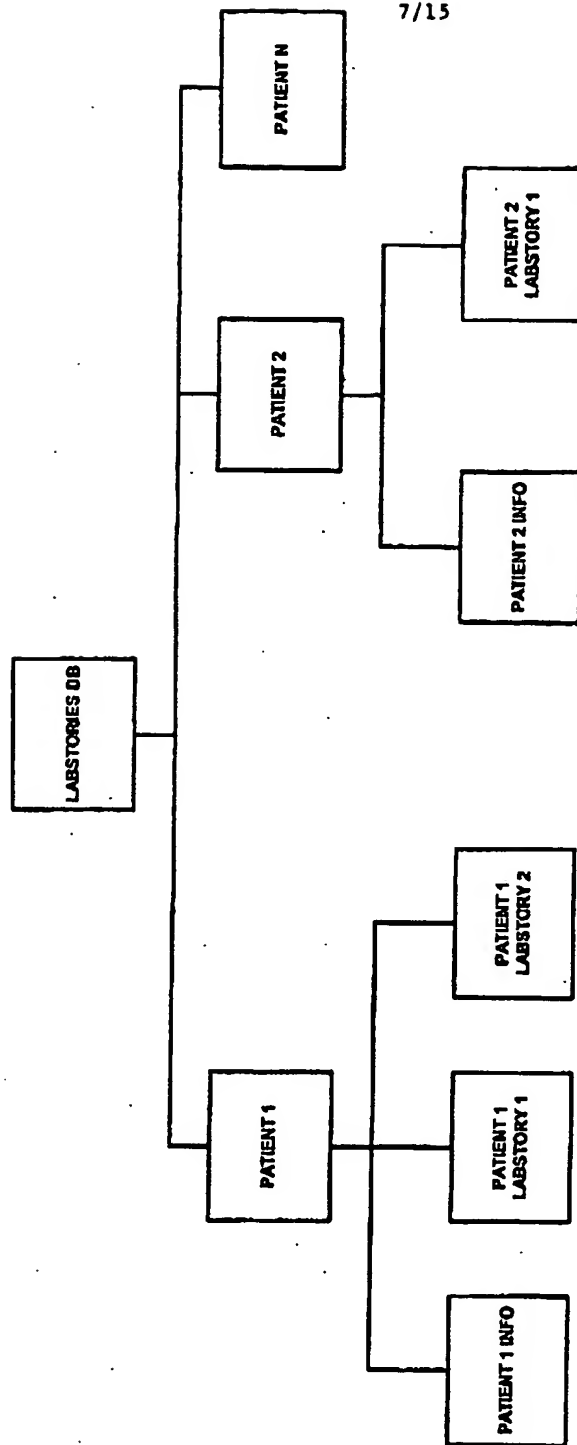 7/15
LABSTORIES DB
PATIENT 1
PATIENT 2
PATIENT N
PATIENT 1 INFO
PATIENT 1
LABSTORY 1
PATIENT 1
LABSTORY 2
PATIENT 2 INFO
PATIENT 2
LABSTORY 1